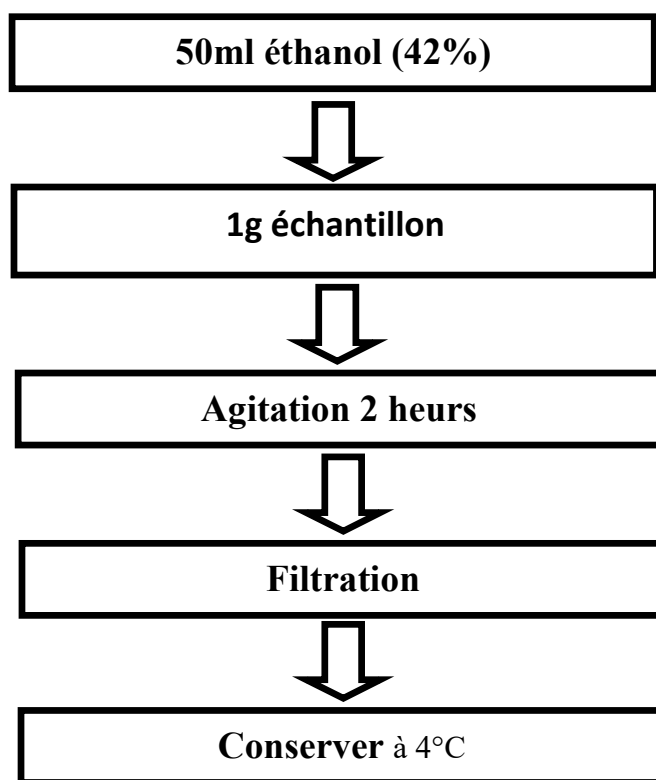 50ml éthanol (42%)
1g échantillon
Agitation 2 heurs
Filtration
Conserver à 4°C